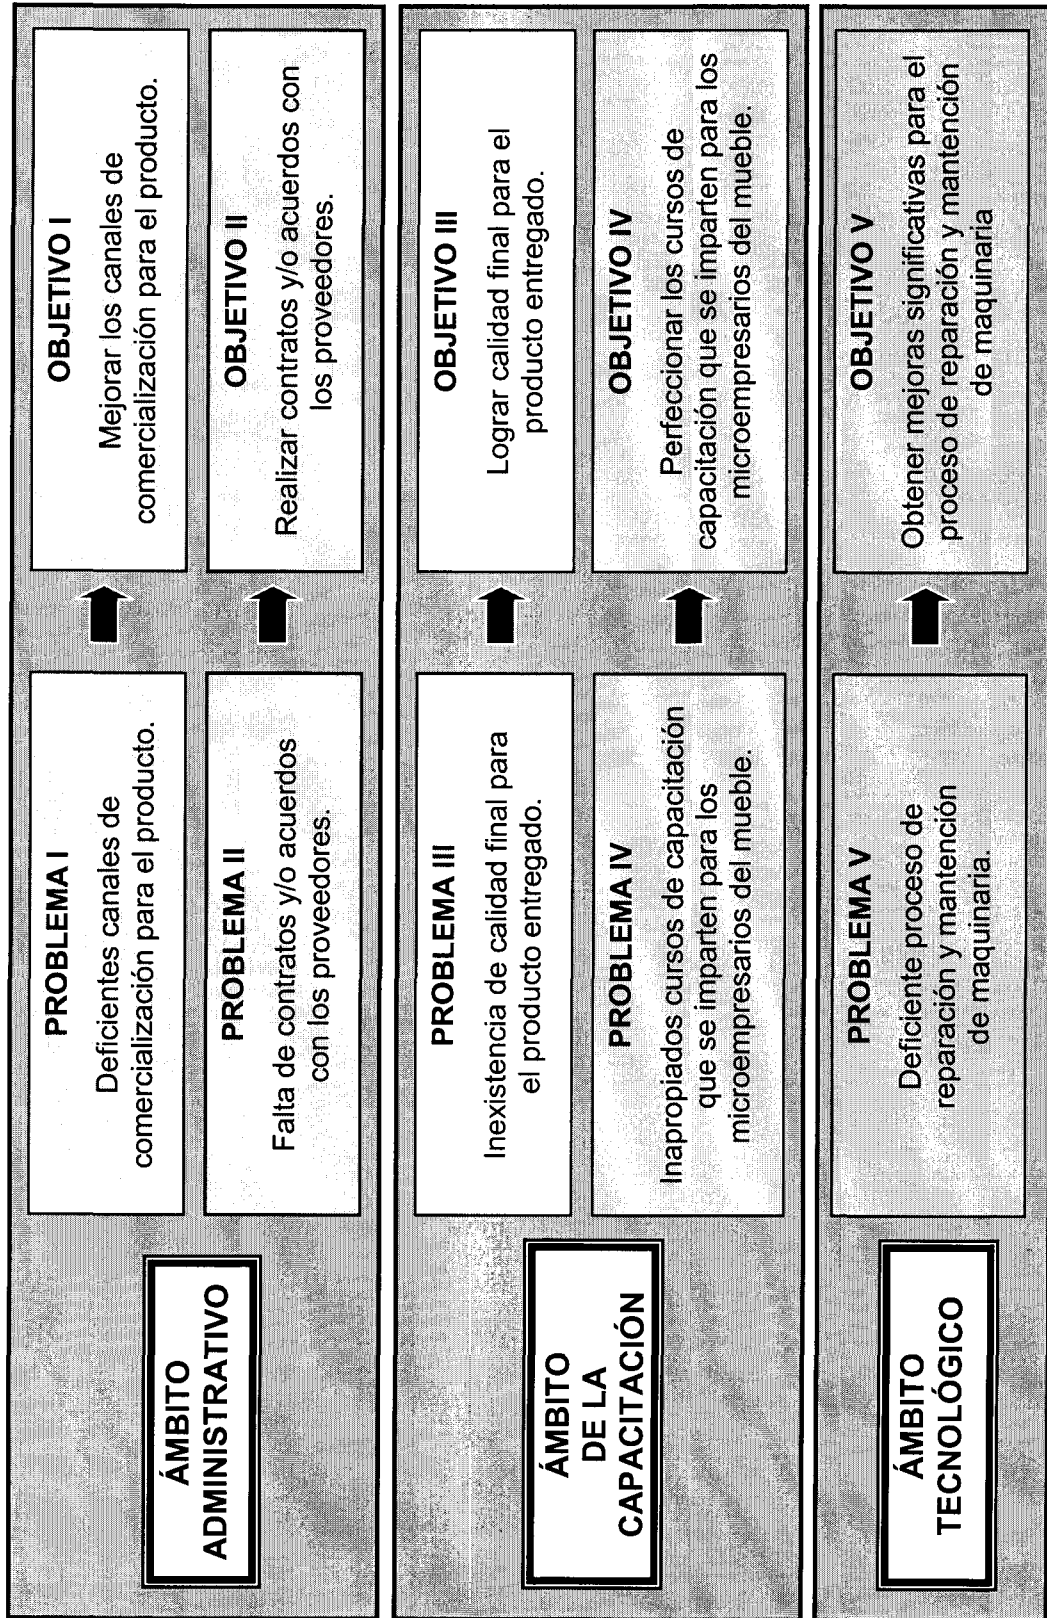 ÁMBITO
ADMINISTRATIVO
PROBLEMA I
Deficientes canales de
comercialización para el producto.
OBJETIVO I
Mejorar los canales de
comercialización para el producto.
PROBLEMA II
Falta de contratos y/o acuerdos
con los proveedores.
OBJETIVO II
Realizar contratos y/o acuerdos con
los proveedores.
ÁMBITO
DE LA
CAPACITACIÓN
PROBLEMA III
Inexistencia de calidad final para
el producto entregado.
OBJETIVO III
Lograr calidad final para el
producto entregado.
PROBLEMA IV
Inapropiados cursos de capacitación
que se imparten para los
microempresarios del mueble.
OBJETIVO IV
Perfeccionar los cursos de
capacitación que se imparten para los
microempresarios del mueble.
ÁMBITO
TECNOLÓGICO
PROBLEMA V
Deficiente proceso de
reparación y mantención
de maquinaria.
OBJETIVO V
Obtener mejoras significativas para el
proceso de reparación y mantención
de maquinaria